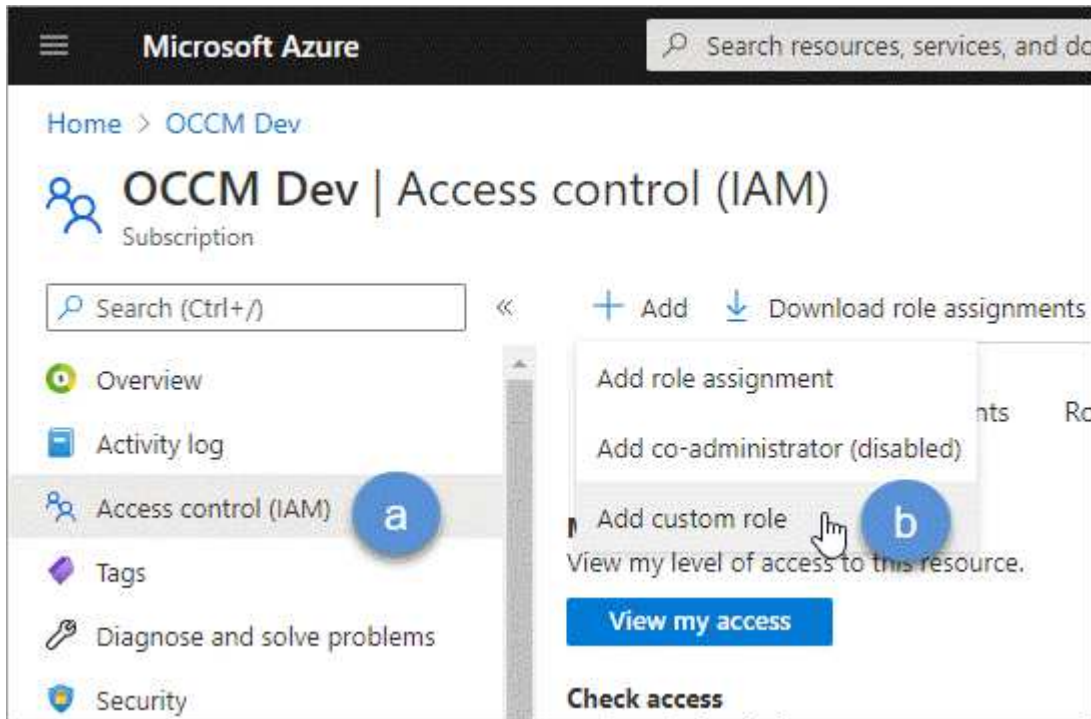 Microsoft Azure
Search resources, services, and do
Home > OCCM Dev
OCCM Dev | Access control (IAM)
Subscription
Search (Ctrl+/)
«
+ Add
Download role assignments
Overview
Activity log
Access control (IAM)
a
Tags
Diagnose and solve problems
Security
Add role assignment
nts
Ro
Add co-administrator (disabled)
Add custom role
b
M
View my level of access to this resource.
View my access
Check access